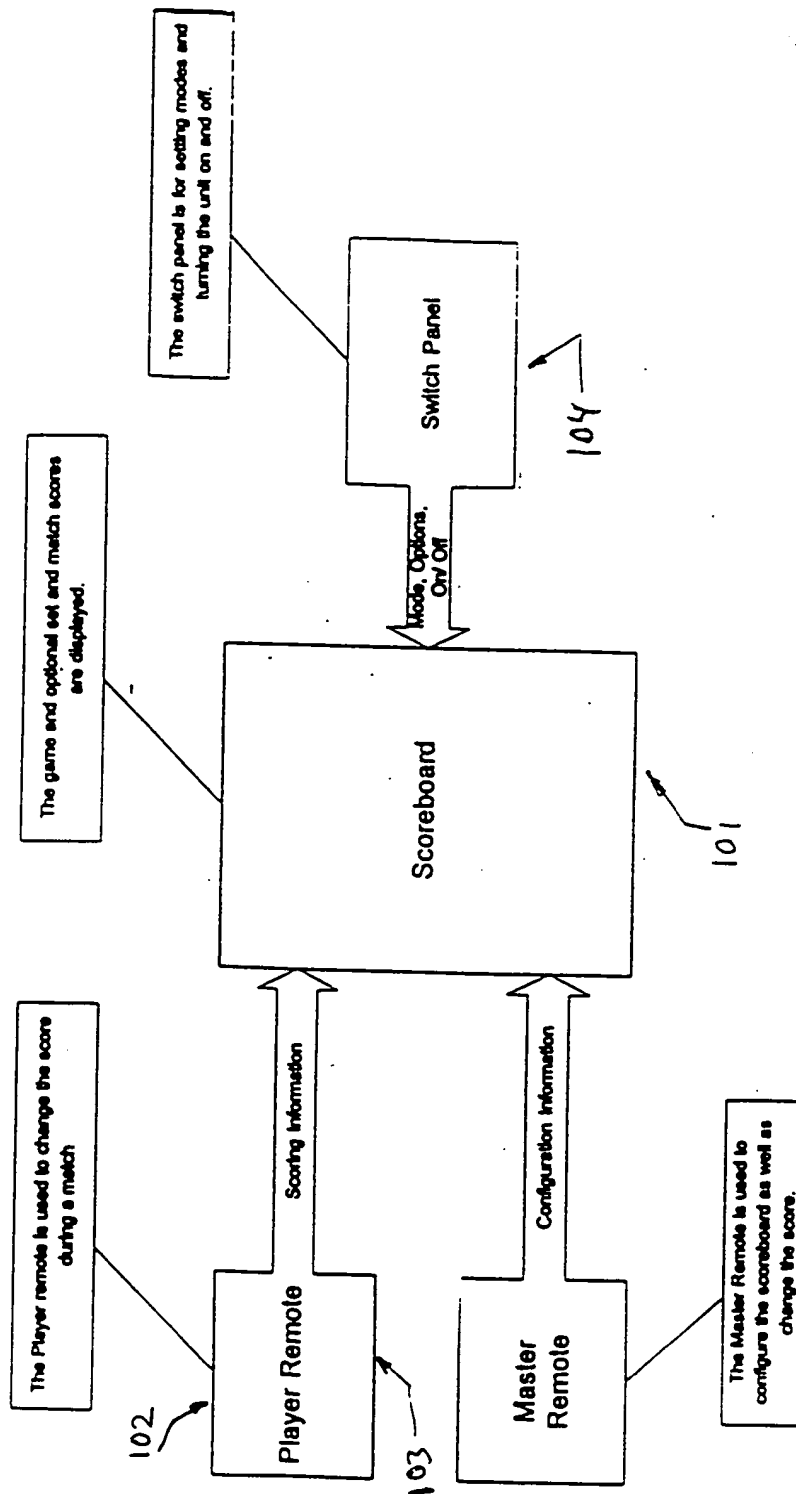 The Player remote is used to change the score
during a match
The game and optional set and match scores
are displayed.
The switch panel is for setting modes and
turning the unit on and off.
102
Player Remote
103
Scoring Information
Master
Remote
Configuration Information
Scoreboard
101
Mode, Options,
On/ Off
Switch Panel
104
The Master Remote is used to
configure the scoreboard as well as
change the score.